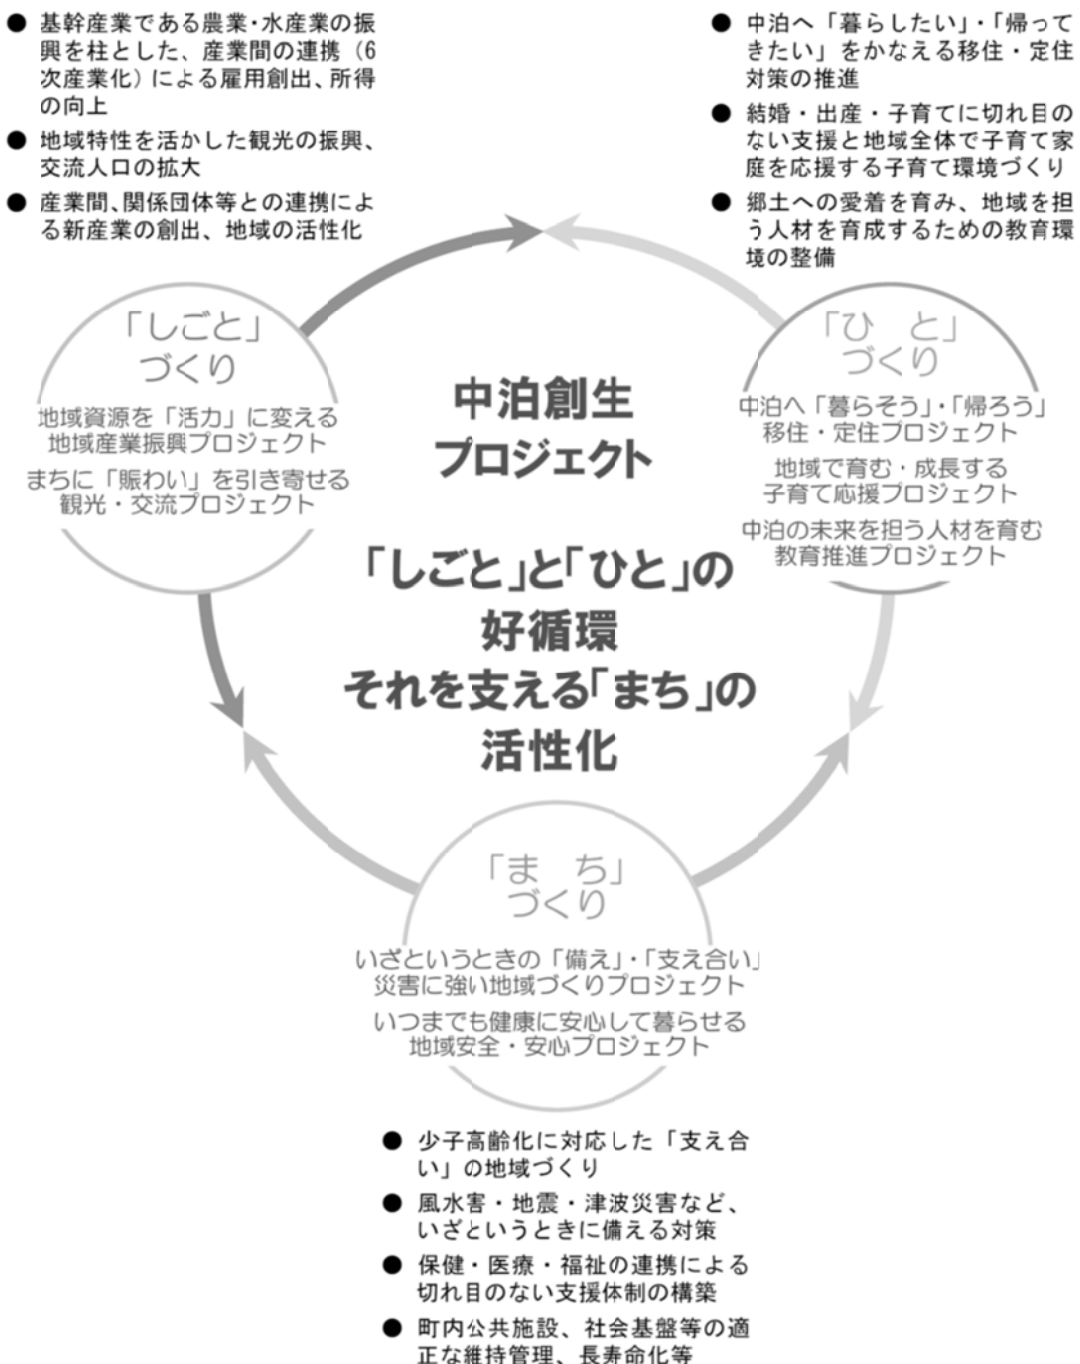 ● 基幹産業である農業・水産業の振
興を柱とした、産業間の連携（6
次産業化）による雇用創出、所得
の向上
● 地域特性を活かした観光の振興、
交流人口の拡大
● 産業間、関係団体等との連携によ
る新産業の創出、地域の活性化
● 中泊へ「暮らしたい」・「帰って
きたい」をかなえる移住・定住
対策の推進
● 結婚・出産・子育てに切れ目の
ない支援と地域全体で子育て家
庭を応援する子育て環境づくり
● 郷土への愛着を育み、地域を担
う人材を育成するための教育環
境の整備
「しごと」
づくり
地域資源を「活力」に変える
地域産業振興プロジェクト
まちに「賑わい」を引き寄せる
観光・交流プロジェクト
「ひ　と」
づくり
中泊へ「暮らそう」・「帰ろう」
移住・定住プロジェクト
地域で育む・成長する
子育て応援プロジェクト
中泊の未来を担う人材を育む
教育推進プロジェクト
中泊創生
プロジェクト
「しごと」と「ひと」の
好循環
それを支える「まち」の
活性化
「ま　ち」
づくり
いざというときの「備え」・「支え合い」
災害に強い地域づくりプロジェクト
いつまでも健康に安心して暮らせる
地域安全・安心プロジェクト
● 少子高齢化に対応した「支え合
い」の地域づくり
● 風水害・地震・津波災害など、
いざというときに備える対策
● 保健・医療・福祉の連携による
切れ目のない支援体制の構築
● 町内公共施設、社会基盤等の適
正な維持管理、長寿命化等